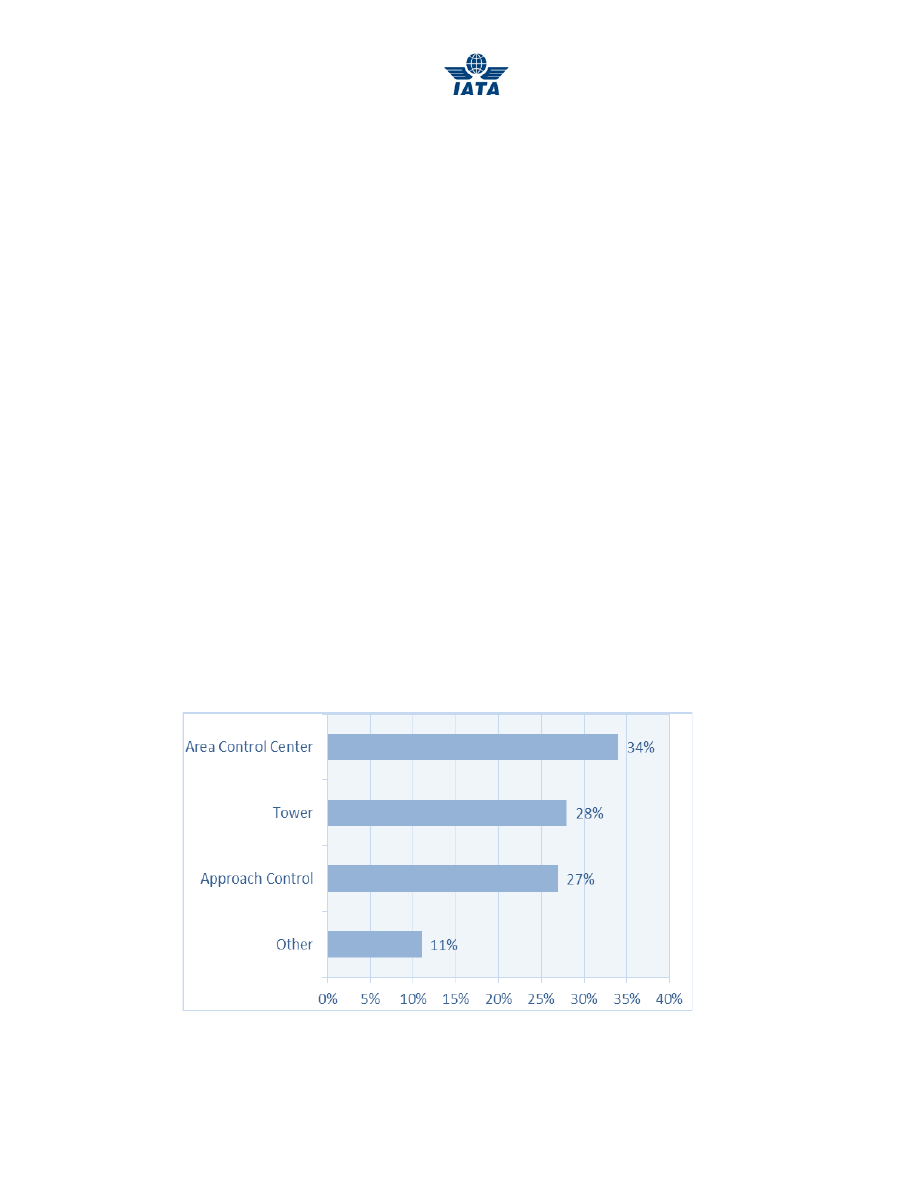 IATA
Area Control Center
34%
Tower
28%
Approach Control
27%
Other
11%
0% 5% 10% 15% 20% 25% 30% 35% 40%